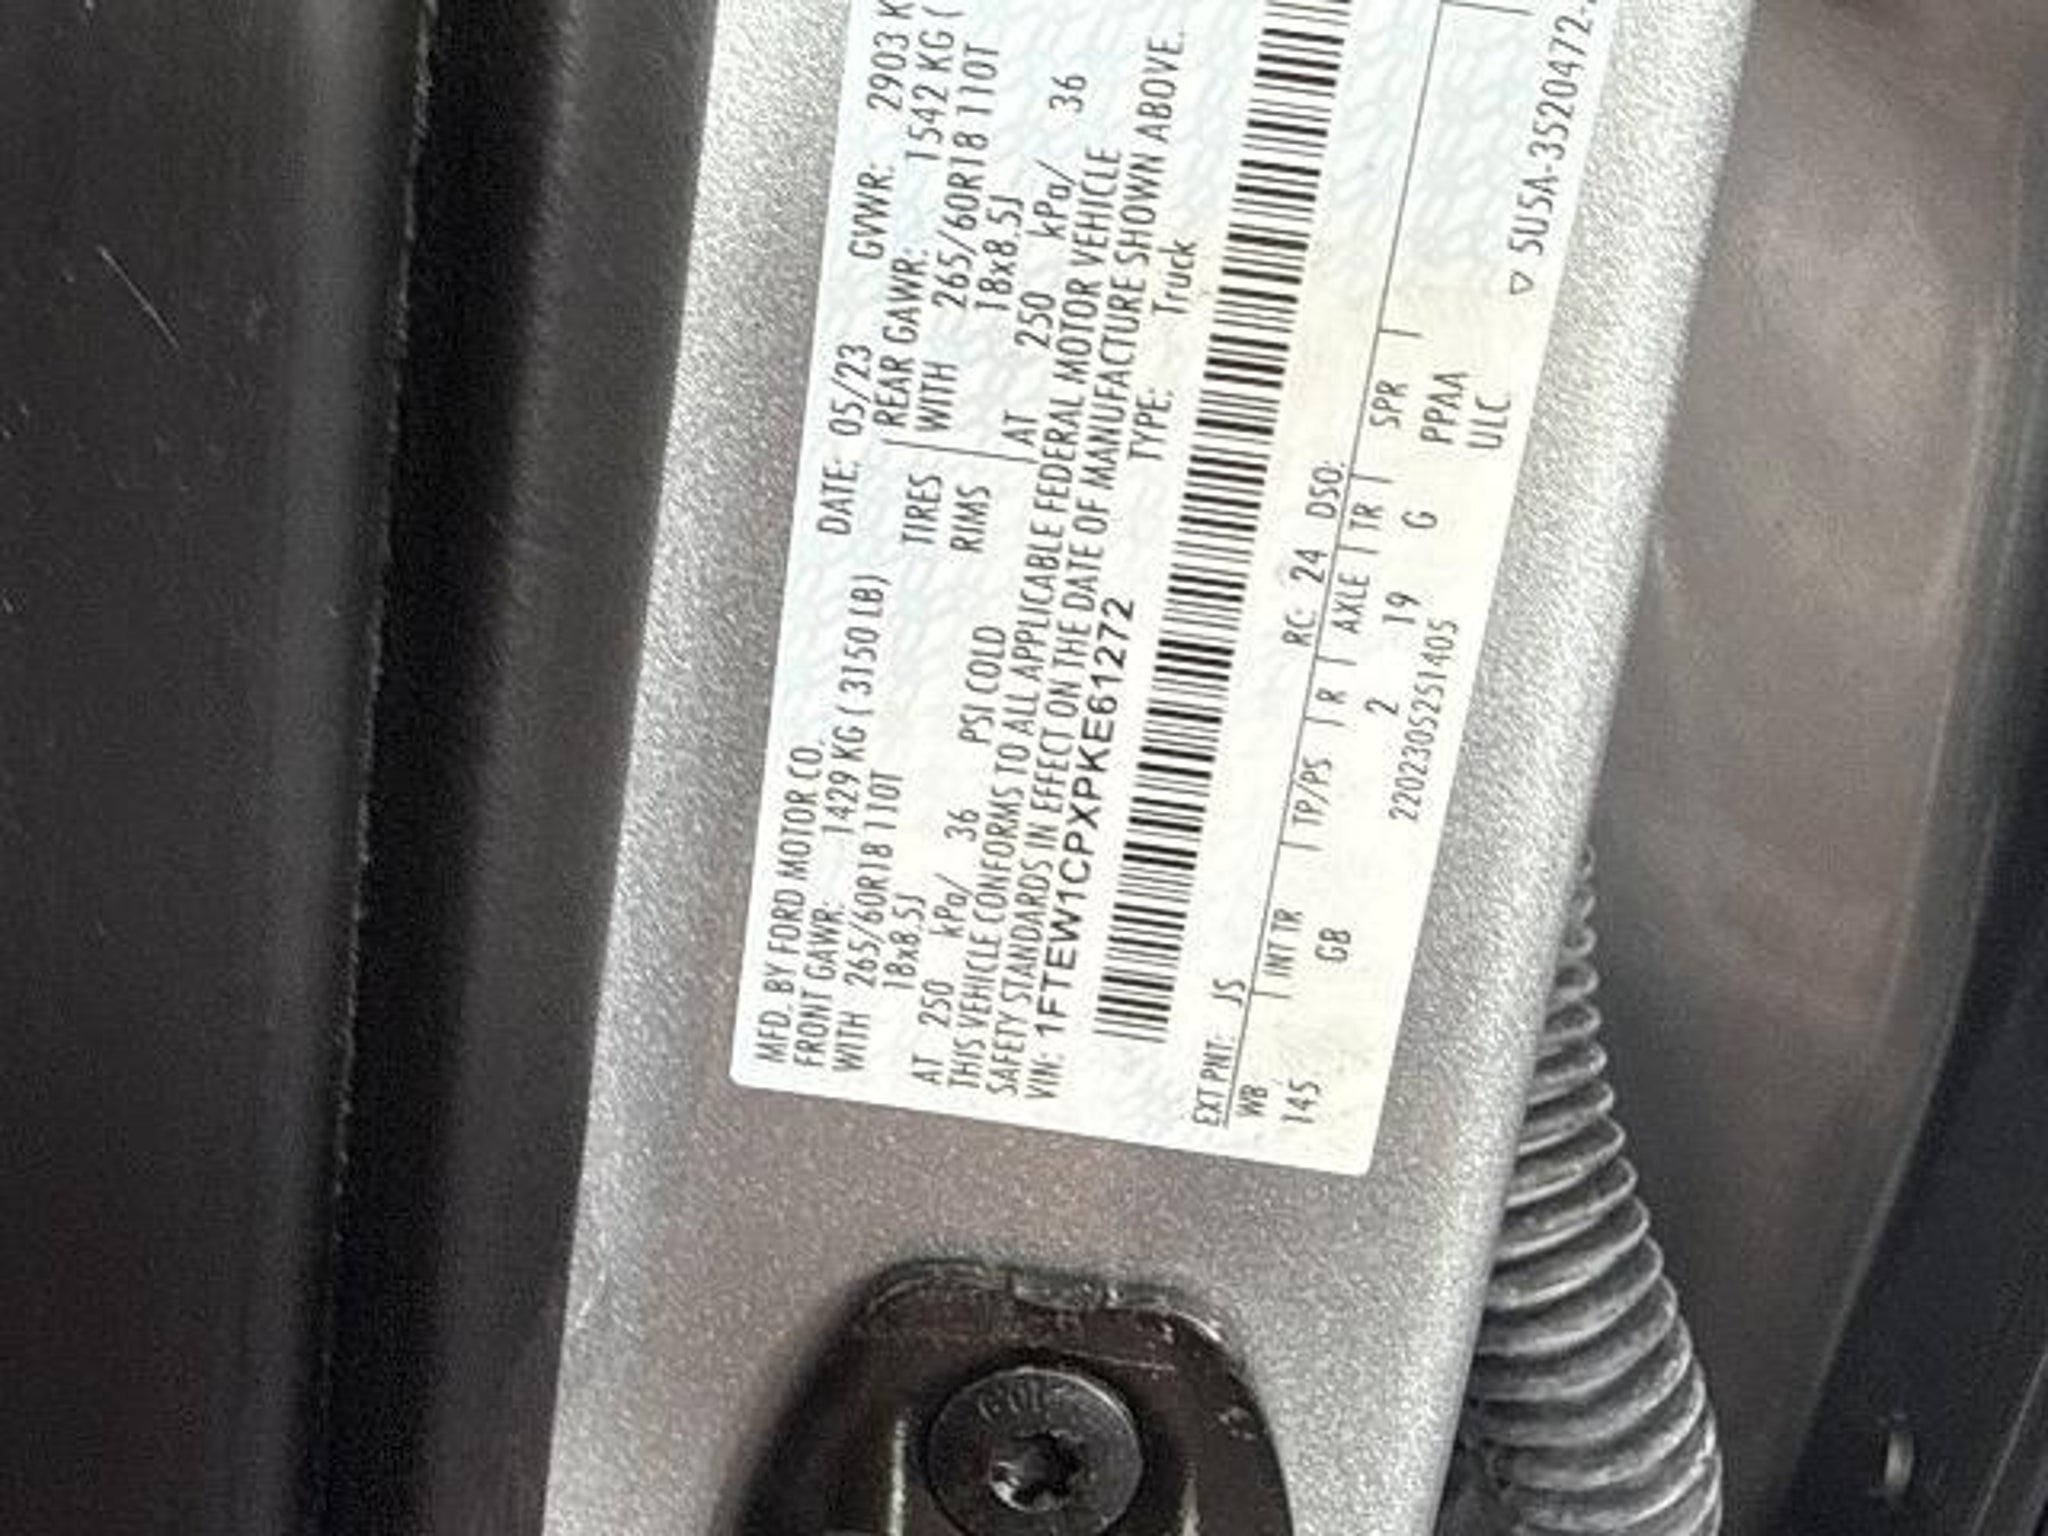 MFD. BY FORD MOTOR CO. DATE: 05/23 GVWR: 2903 K
FRONT GAWR: 1429 KG ( 3150 LB) REAR GAWR: 1542 KG (
WITH 265/60R18 110T TIRES WITH 265/60R18 110T
18x8.5J RIMS 18x8.5J
AT 250 kPa/ 36 PSI COLD AT 250 kPa/ 36
THIS VEHICLE CONFORMS TO ALL APPLICABLE FEDERAL MOTOR VEHICLE
SAFETY STANDARDS IN EFFECT ON THE DATE OF MANUFACTURE SHOWN ABOVE.
VIN: 1FTEW1CPXPKE61272 TYPE: Truck
EXT PNT: JS RC: 24 DSO:
WB INT TR TP/PS R AXLE TR SPR
145 GB 2 19 G PPAA
2202305251405 ULC
▽ 5U5A-3520472-